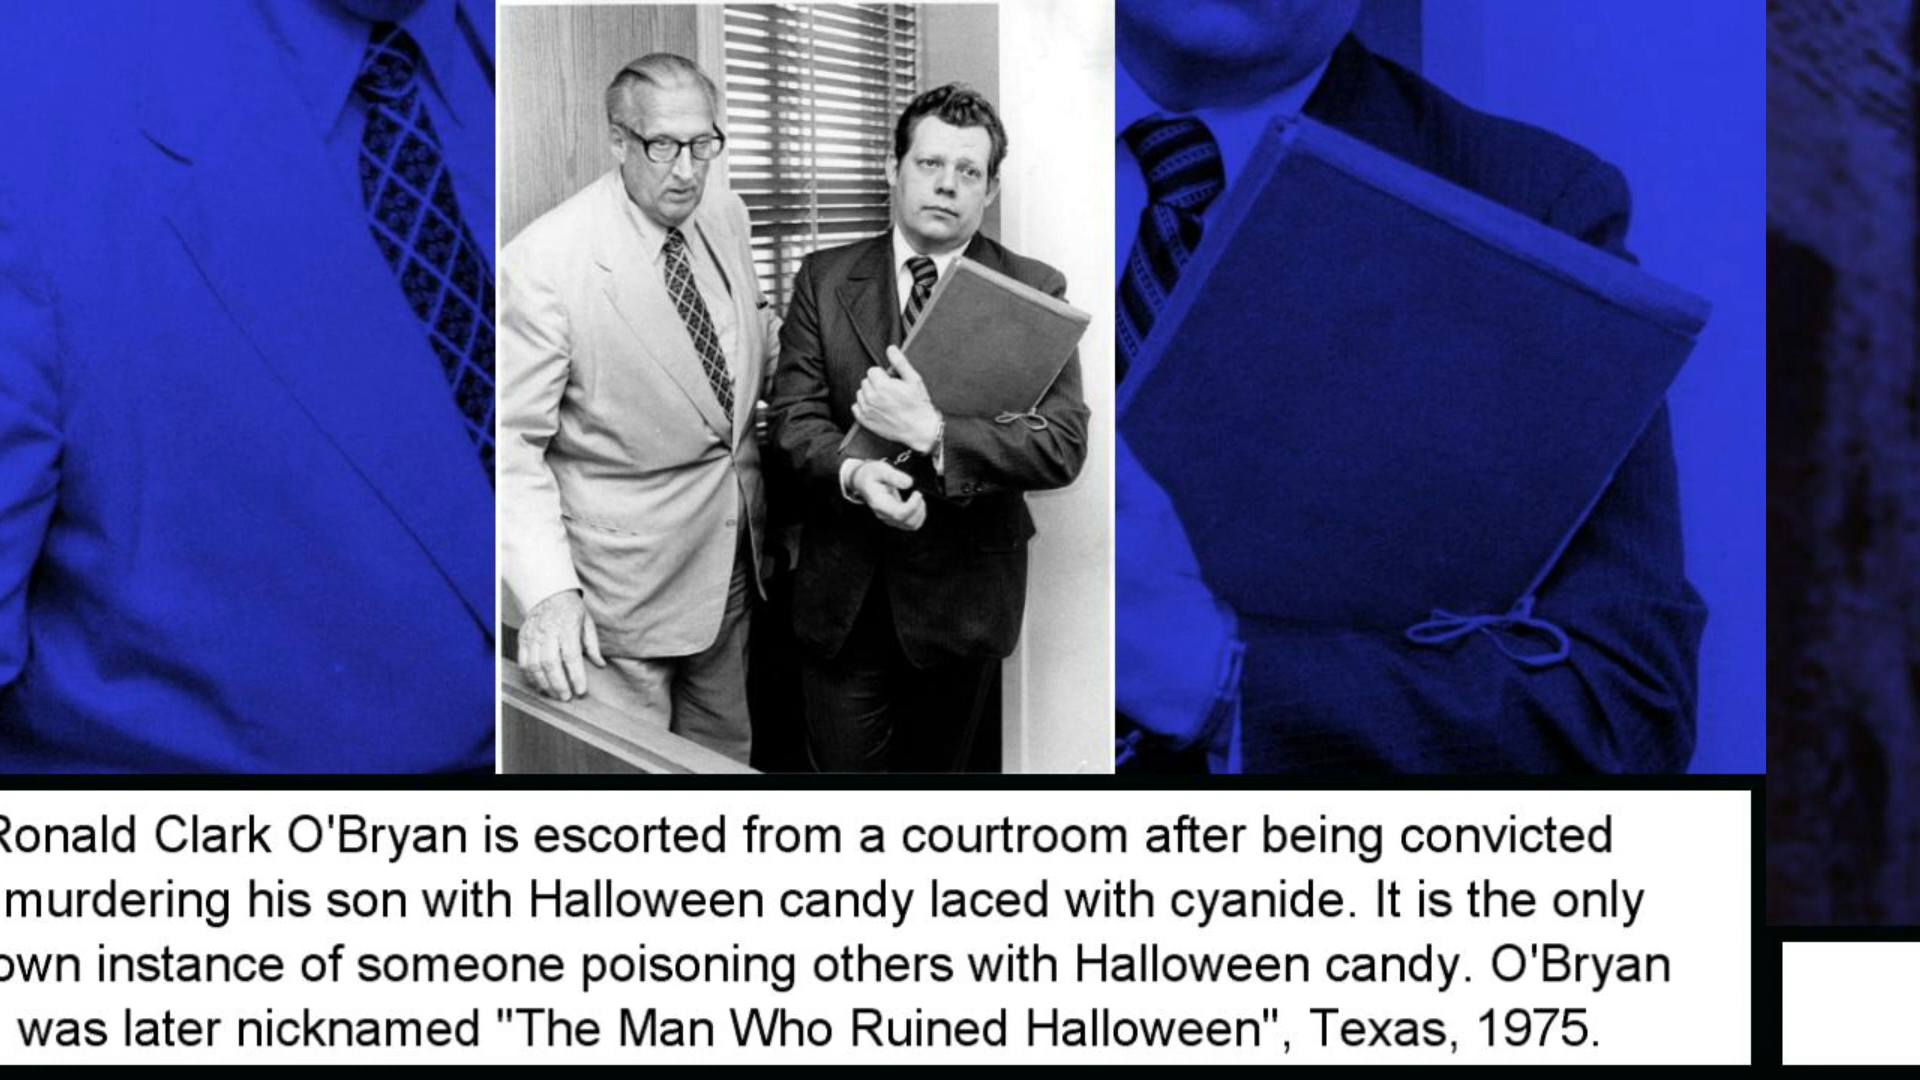 Ronald Clark O'Bryan is escorted from a courtroom after being convicted
murdering his son with Halloween candy laced with cyanide. It is the only
own instance of someone poisoning others with Halloween candy. O'Bryan
was later nicknamed "The Man Who Ruined Halloween", Texas, 1975.